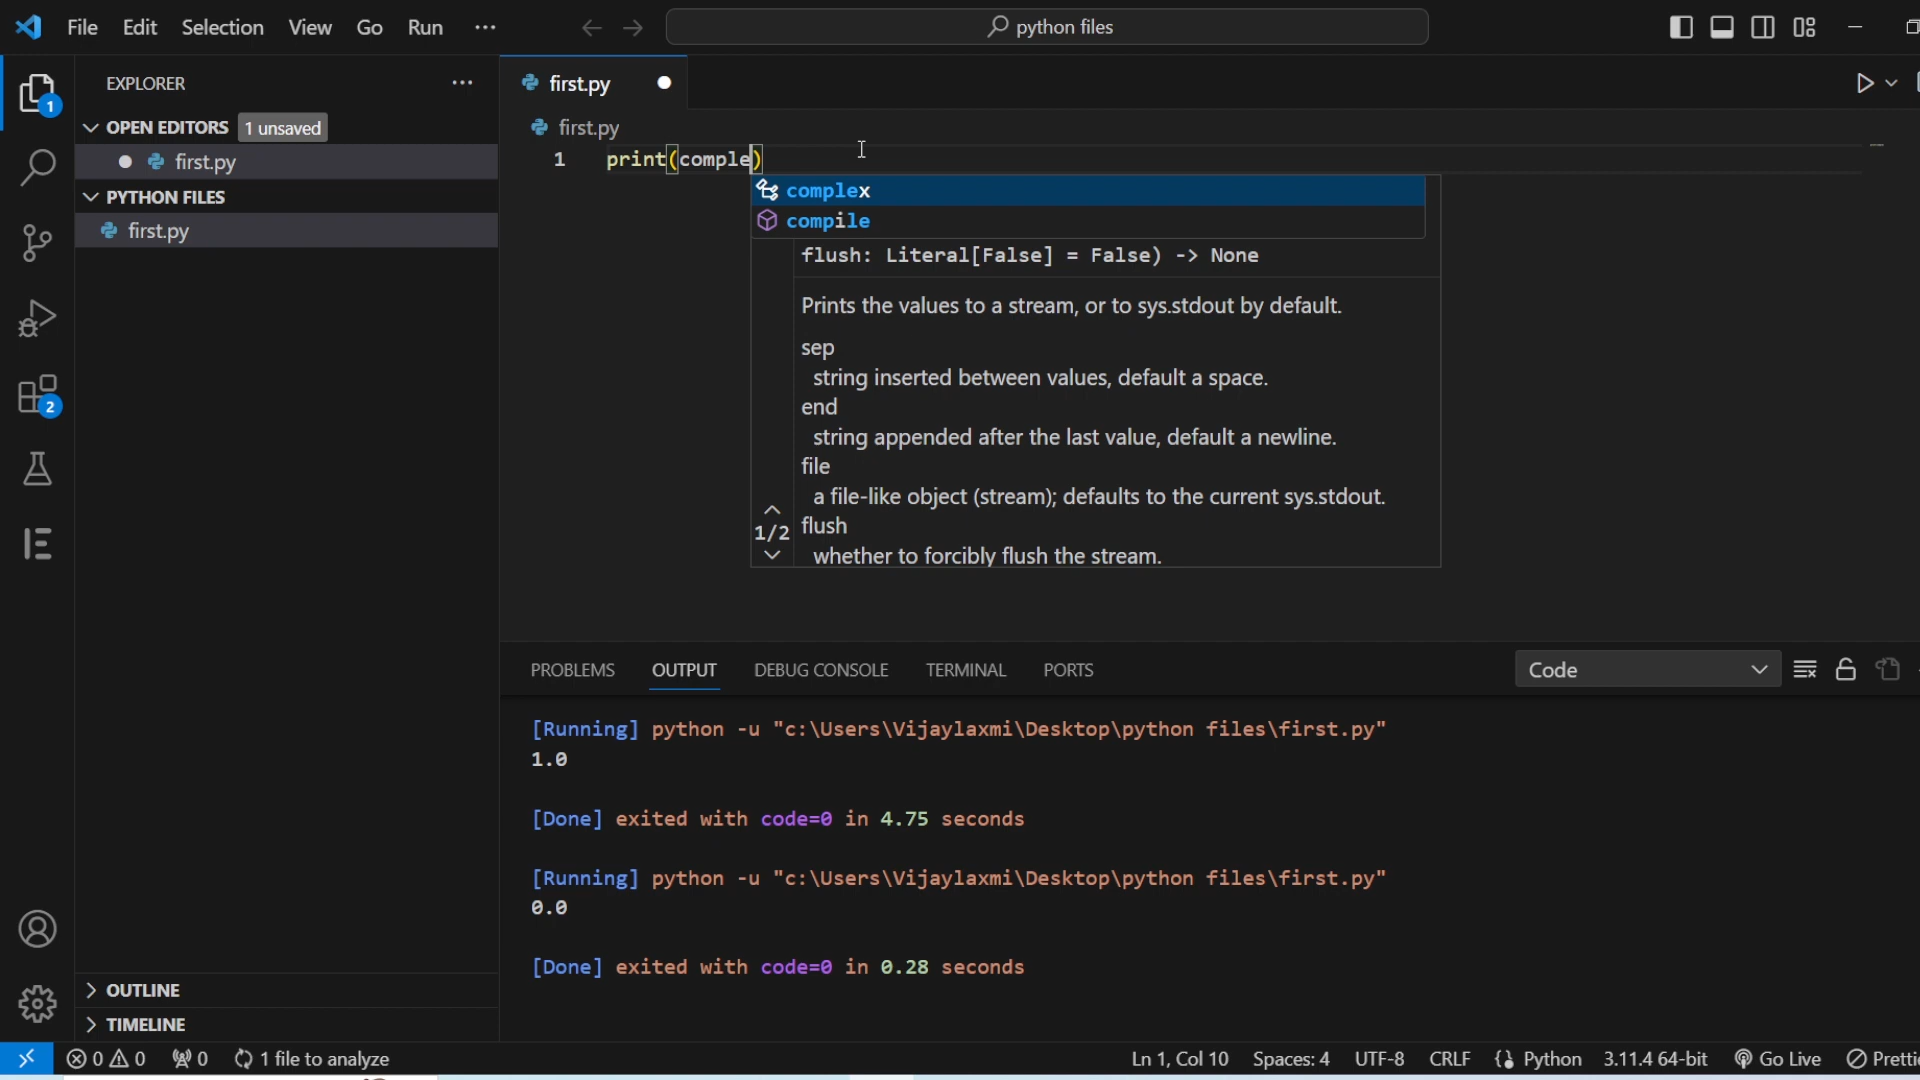 File Edit Selection View Go Run ··· python files
EXPLORER ···
OPEN EDITORS 1 unsaved
first.py
PYTHON FILES
first.py
OUTLINE
TIMELINE
1
2
first.py
first.py
1 print(comple)
complex
compile
flush: Literal[False] = False) -> None
Prints the values to a stream, or to sys.stdout by default.
sep
string inserted between values, default a space.
end
string appended after the last value, default a newline.
file
a file-like object (stream); defaults to the current sys.stdout.
1/2
flush
whether to forcibly flush the stream.
PROBLEMS OUTPUT DEBUG CONSOLE TERMINAL PORTS Code
[Running] python -u "c:\Users\Vijaylaxmi\Desktop\python files\first.py"
1.0
[Done] exited with code=0 in 4.75 seconds
[Running] python -u "c:\Users\Vijaylaxmi\Desktop\python files\first.py"
0.0
[Done] exited with code=0 in 0.28 seconds
0 0 0 1 file to analyze Ln 1, Col 10 Spaces: 4 UTF-8 CRLF Python 3.11.4 64-bit Go Live